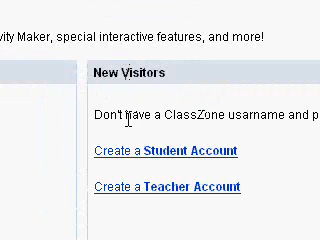 vity Maker, special interactive features, and more!
New Visitors
Don't have a ClassZone username and p
Create a Student Account
Create a Teacher Account